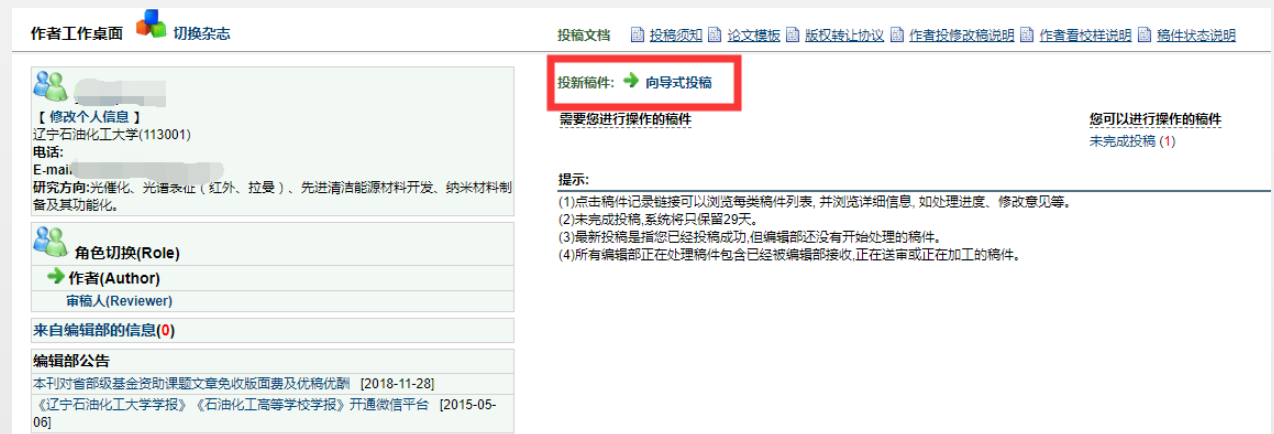 作者工作桌面 切换杂志
投稿文档 投稿须知 论文模板 版权转让协议 作者投修改稿说明 作者看校样说明 稿件状态说明
【 修改个人信息 】
辽宁石油化工大学(113001)
电话:
E-mail
研究方向:光催化、光谱表征（红外、拉曼）、先进清洁能源材料开发、纳米材料制
备及其功能化。
角色切换(Role)
作者(Author)
审稿人(Reviewer)
来自编辑部的信息(0)
编辑部公告
本刊对省部级基金资助课题文章免收版面费及优稿优酬 [2018-11-28]
《辽宁石油化工大学学报》《石油化工高等学校学报》开通微信平台 [2015-05-
06]
投新稿件: 向导式投稿
需要您进行操作的稿件
您可以进行操作的稿件
未完成投稿 (1)
提示:
(1)点击稿件记录链接可以浏览每类稿件列表, 并浏览详细信息, 如处理进度、修改意见等。
(2)未完成投稿,系统将只保留29天。
(3)最新投稿是指您已经投稿成功,但编辑部还没有开始处理的稿件。
(4)所有编辑部正在处理稿件包含已经被编辑部接收,正在送审或正在加工的稿件。